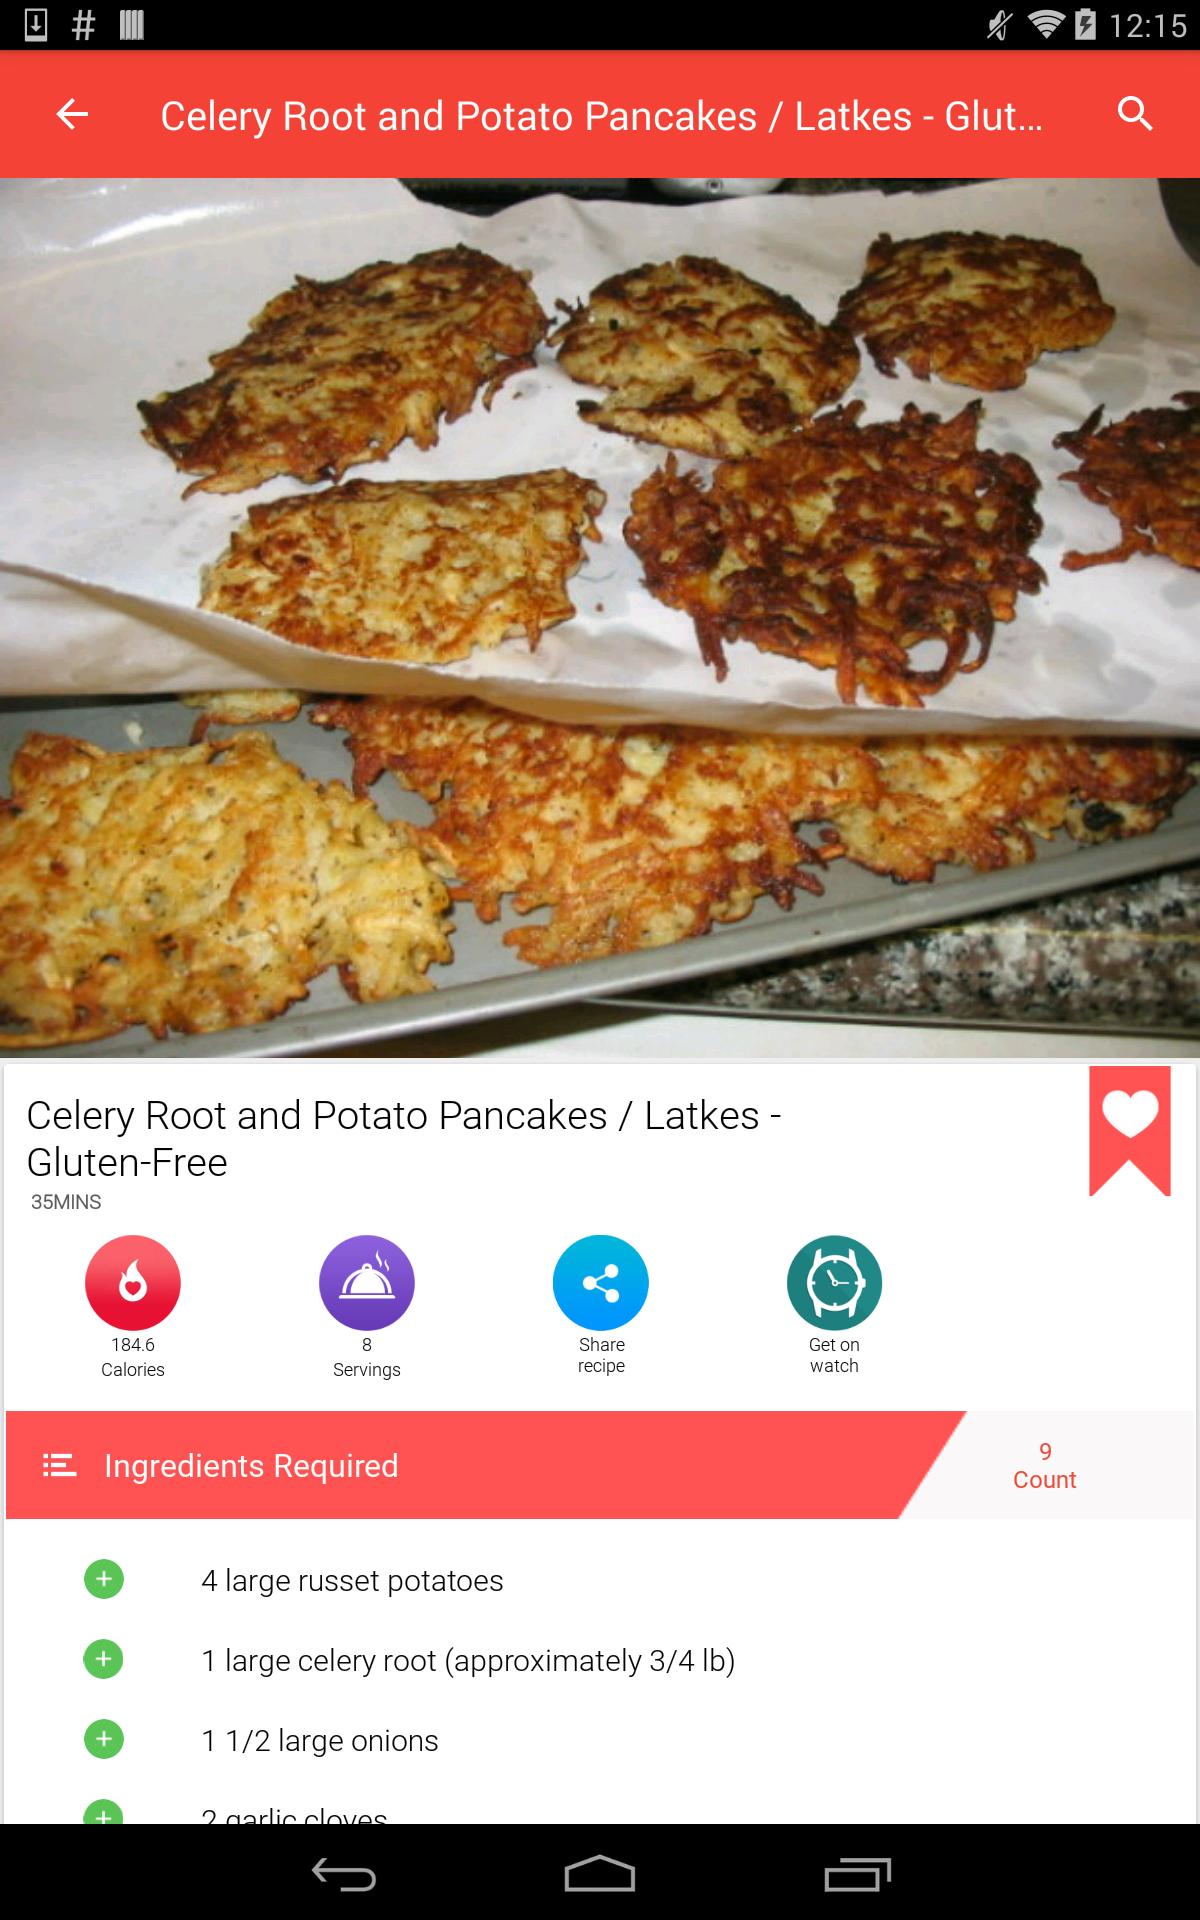 12:15
Celery Root and Potato Pancakes / Latkes - Glut...
Celery Root and Potato Pancakes / Latkes -
Gluten-Free
35MINS
184.6
Calories
8
Servings
Share
recipe
Get on
watch
Ingredients Required
9
Count
4 large russet potatoes
1 large celery root (approximately 3/4 lb)
1 1/2 large onions
2 garlic cloves